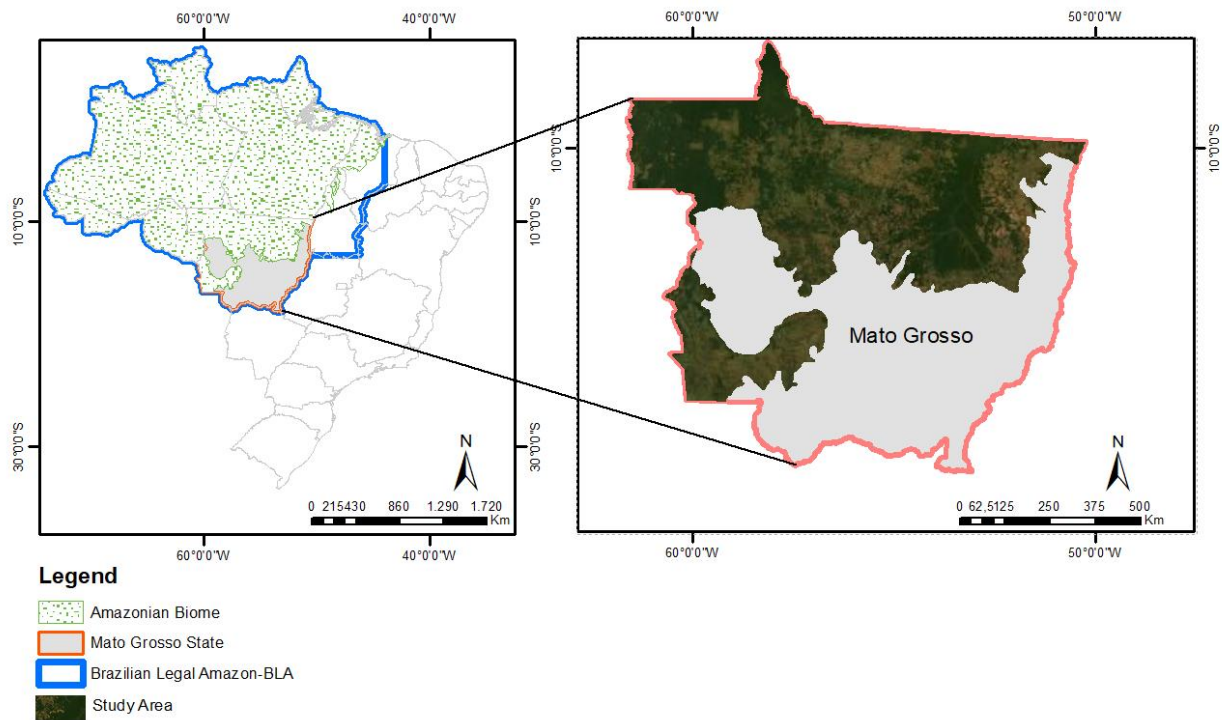 60°0'0"W 40°0'0"W
60°0'0"W 50°0'0"W
10°0'0"S
10°0'0"S
10°0'0"S
10°0'0"S
Mato Grosso
30°0'0"S
30°0'0"S
N
0 215430 860 1.290 1.720
Km
N
0 62,5125 250 375 500
Km
60°0'0"W 40°0'0"W
60°0'0"W 50°0'0"W
Legend
Amazonian Biome
Mato Grosso State
Brazilian Legal Amazon-BLA
Study Area